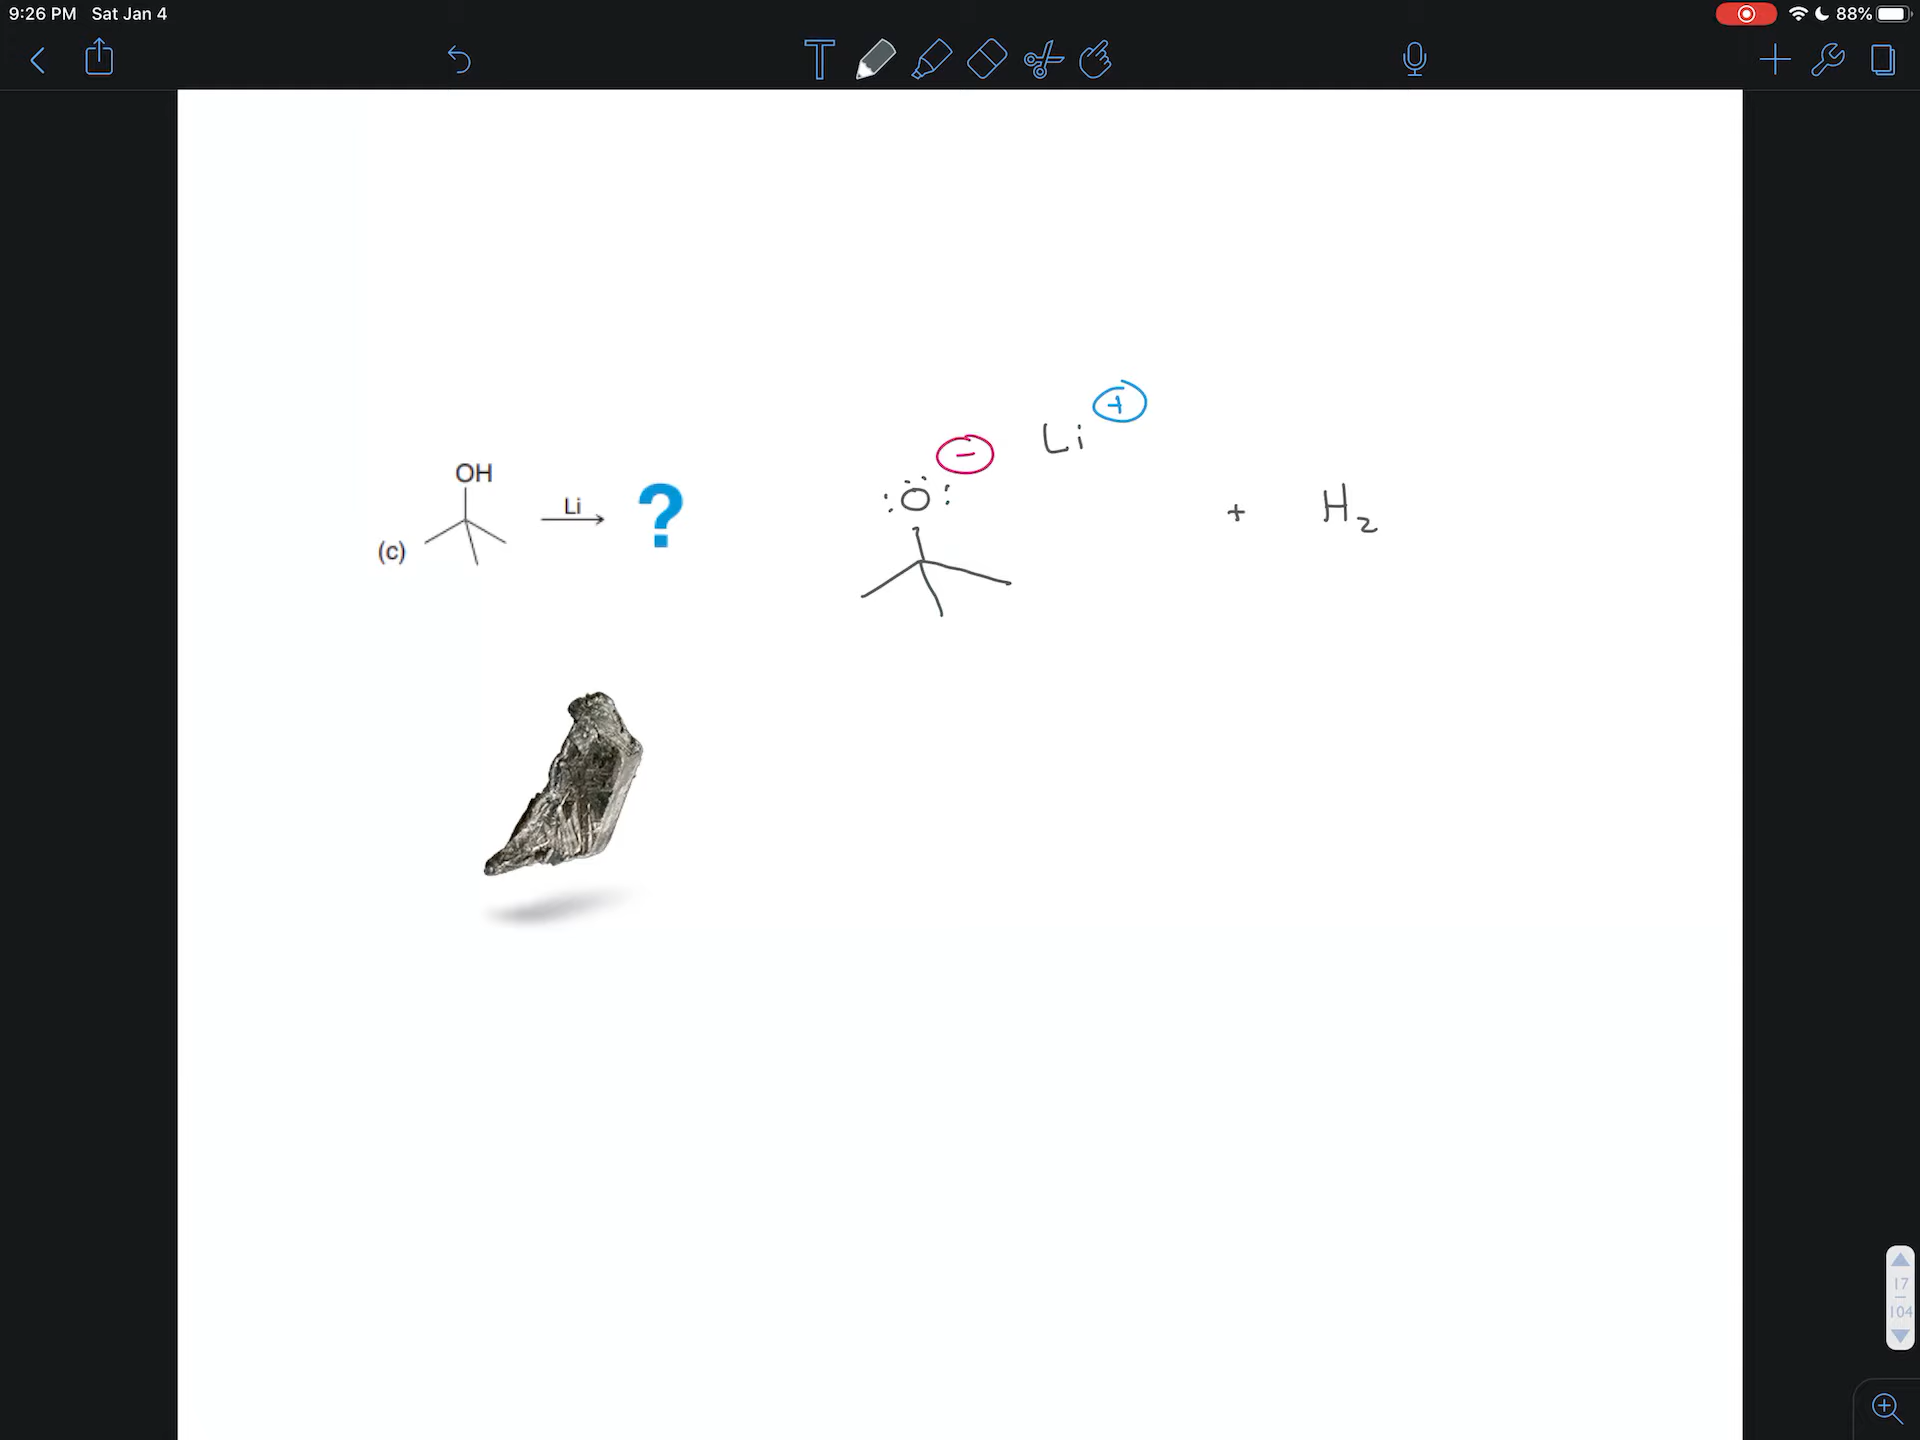 9:26 PM Sat Jan 4
88%
T
Li +
−
OH
Li
(c)
?
:Ö:
+ H₂
17
104